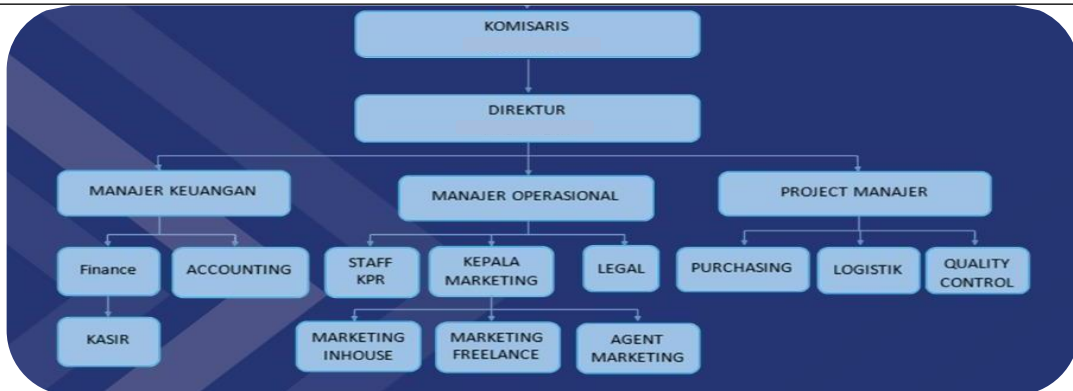 KOMISARIS
DIREKTUR
MANAJER KEUANGAN
MANAJER OPERASIONAL
PROJECT MANAJER
Finance
ACCOUNTING
STAFF
KPR
KEPALA
MARKETING
LEGAL
PURCHASING
LOGISTIK
QUALITY
CONTROL
KASIR
MARKETING
INHOUSE
MARKETING
FREELANCE
AGENT
MARKETING